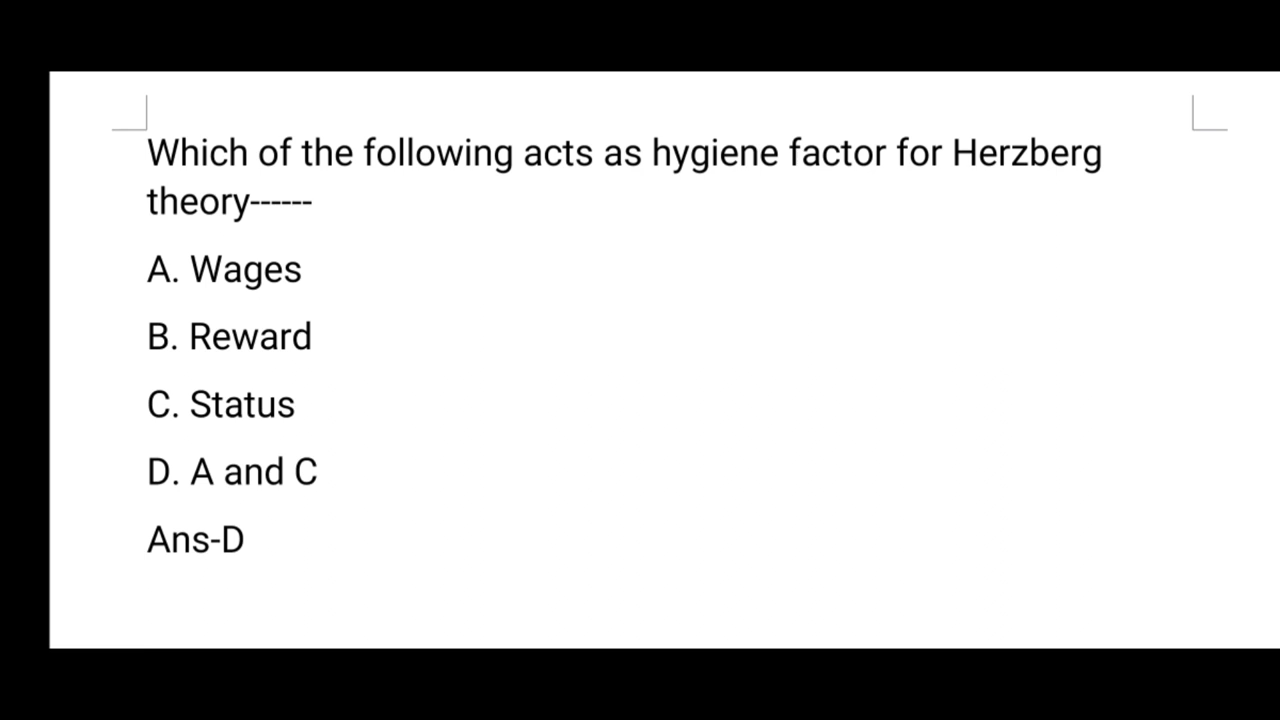 Which of the following acts as hygiene factor for Herzberg
theory------
A. Wages
B. Reward
C. Status
D. A and C
Ans-D